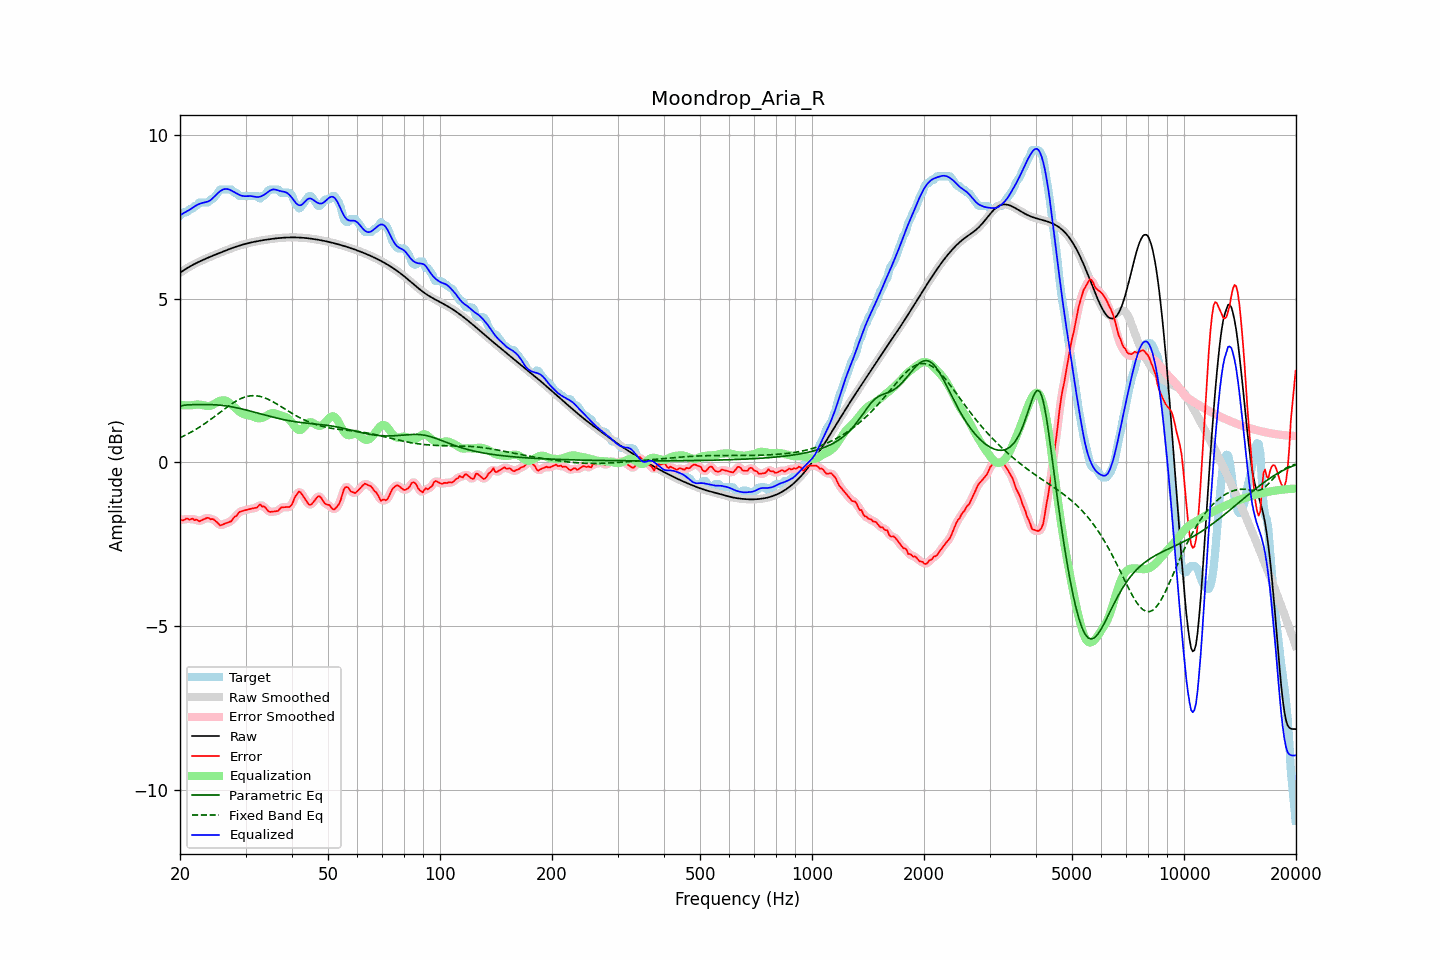 Moondrop_Aria_R
Amplitude (dBr)
10
5
0
−5
−10
Target
Raw Smoothed
Error Smoothed
Raw
Error
Equalization
Parametric Eq
Fixed Band Eq
Equalized
20 50 100 200 500 1000 2000 5000 10000 20000
Frequency (Hz)